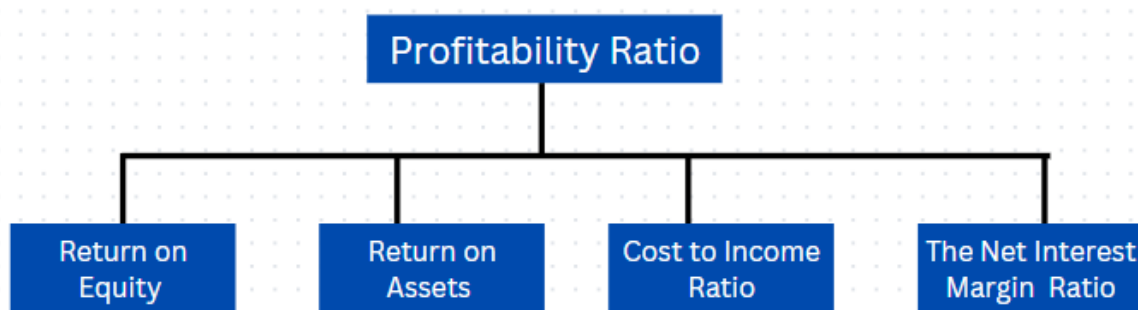 Profitability Ratio
Return on
Equity
Return on
Assets
Cost to Income
Ratio
The Net Interest
Margin Ratio